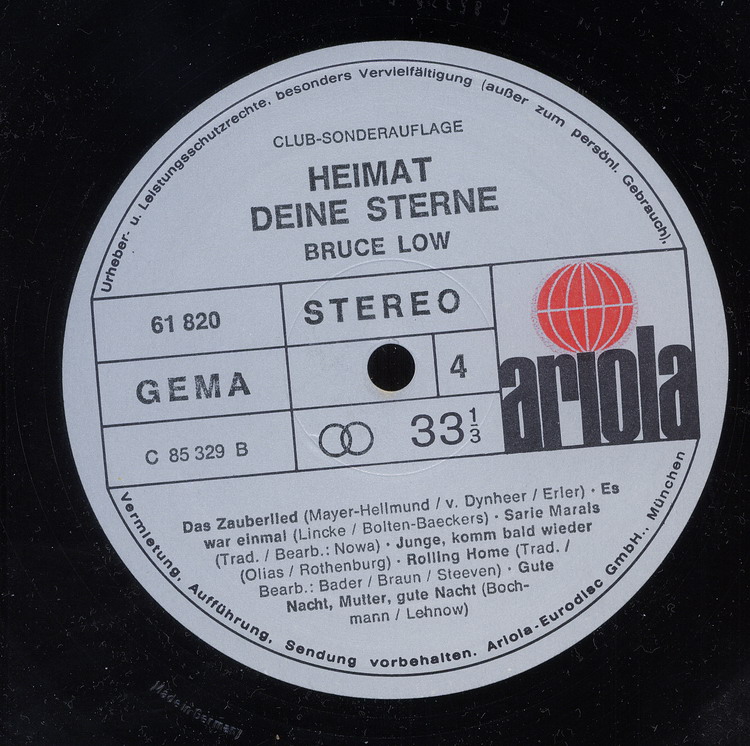 Urheber- u. Leistungsschutzrechte, besonders Vervielfältigung (außer zum persönl. Gebrauch),
CLUB-SONDERAUFLAGE
HEIMAT
DEINE STERNE
BRUCE LOW
61 820
STEREO
GEMA
4
C 85 329 B
33 1/3
ariola
Das Zauberlied (Mayer-Hellmund / v. Dynheer / Erler) · Es
war einmal (Lincke / Bolten-Baeckers) · Sarie Marais
(Trad. / Bearb.: Nowa) · Junge, komm bald wieder
(Olias / Rothenburg) · Rolling Home (Trad. /
Bearb.: Bader / Braun / Steeven) · Gute
Nacht, Mutter, gute Nacht (Boch-
mann / Lehnow)
Vermietung, Aufführung, Sendung vorbehalten. Ariola-Eurodisc GmbH., München
Made in Germany